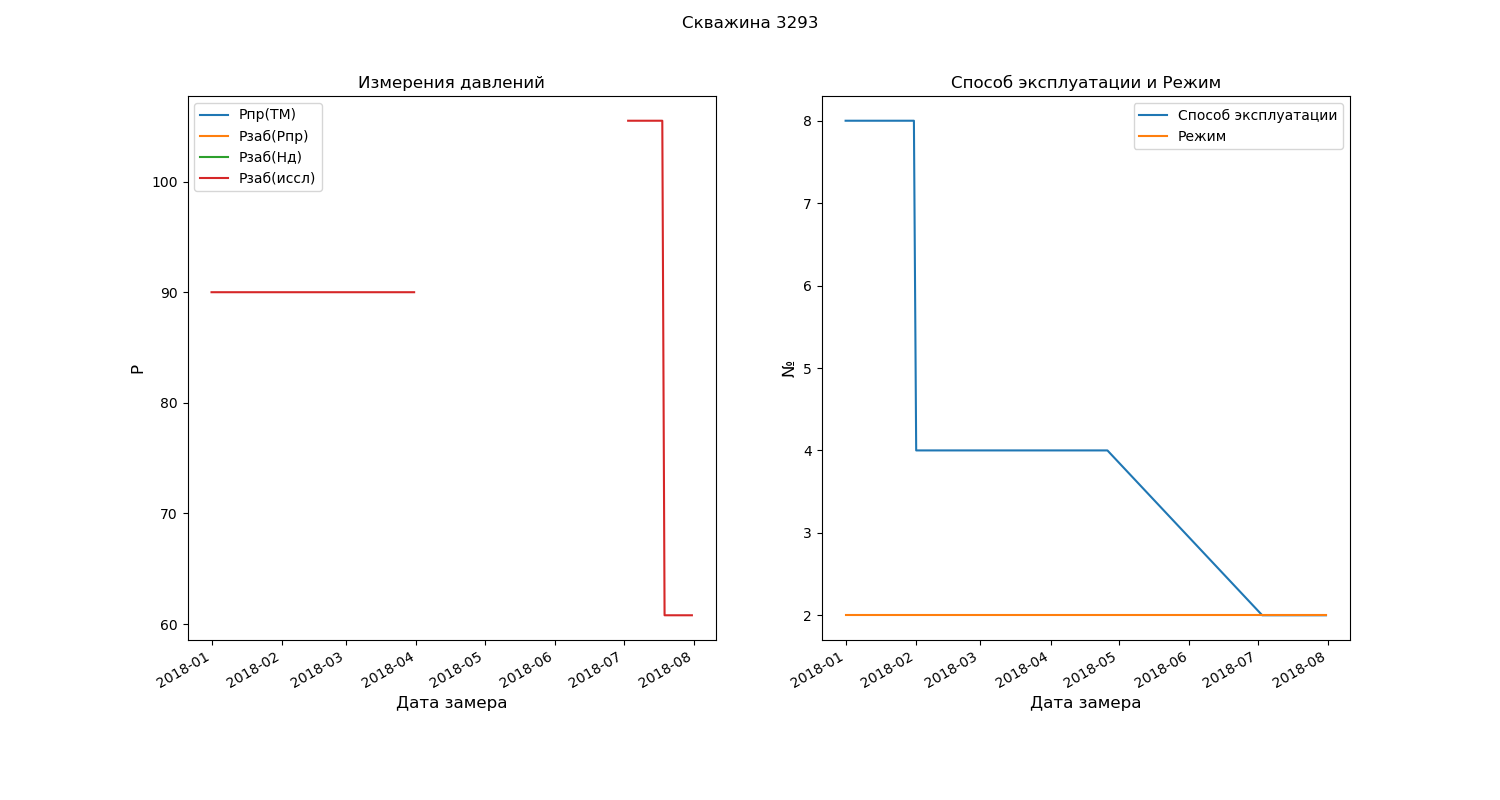 Скважина 3293
Измерения давлений
Рпр(ТМ)
Рзаб(Рпр)
Рзаб(Нд)
Рзаб(иссл)
100
90
80
70
60
Р
2018-01
2018-02
2018-03
2018-04
2018-05
2018-06
2018-07
2018-08
Дата замера
Способ эксплуатации и Режим
Способ эксплуатации
Режим
8
7
6
5
4
3
2
№
2018-01
2018-02
2018-03
2018-04
2018-05
2018-06
2018-07
2018-08
Дата замера